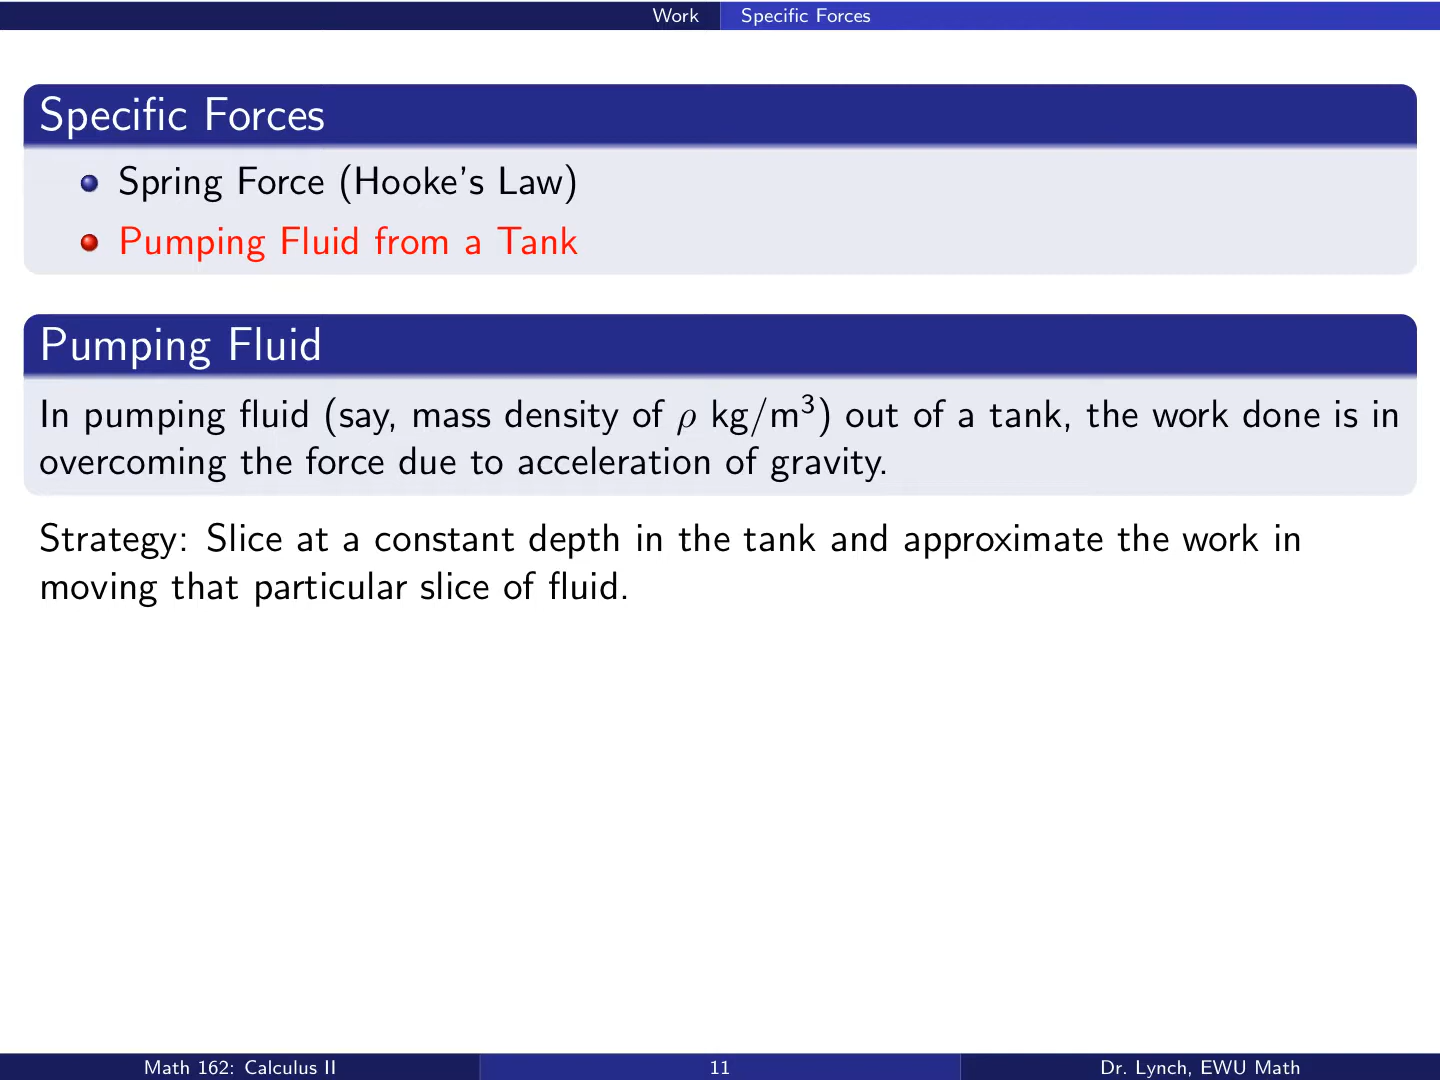 Work Specific Forces
Specific Forces
Spring Force (Hooke's Law)
Pumping Fluid from a Tank
Pumping Fluid
In pumping fluid (say, mass density of ρ kg/m³) out of a tank, the work done is in
overcoming the force due to acceleration of gravity.
Strategy: Slice at a constant depth in the tank and approximate the work in
moving that particular slice of fluid.
Math 162: Calculus II 11 Dr. Lynch, EWU Math